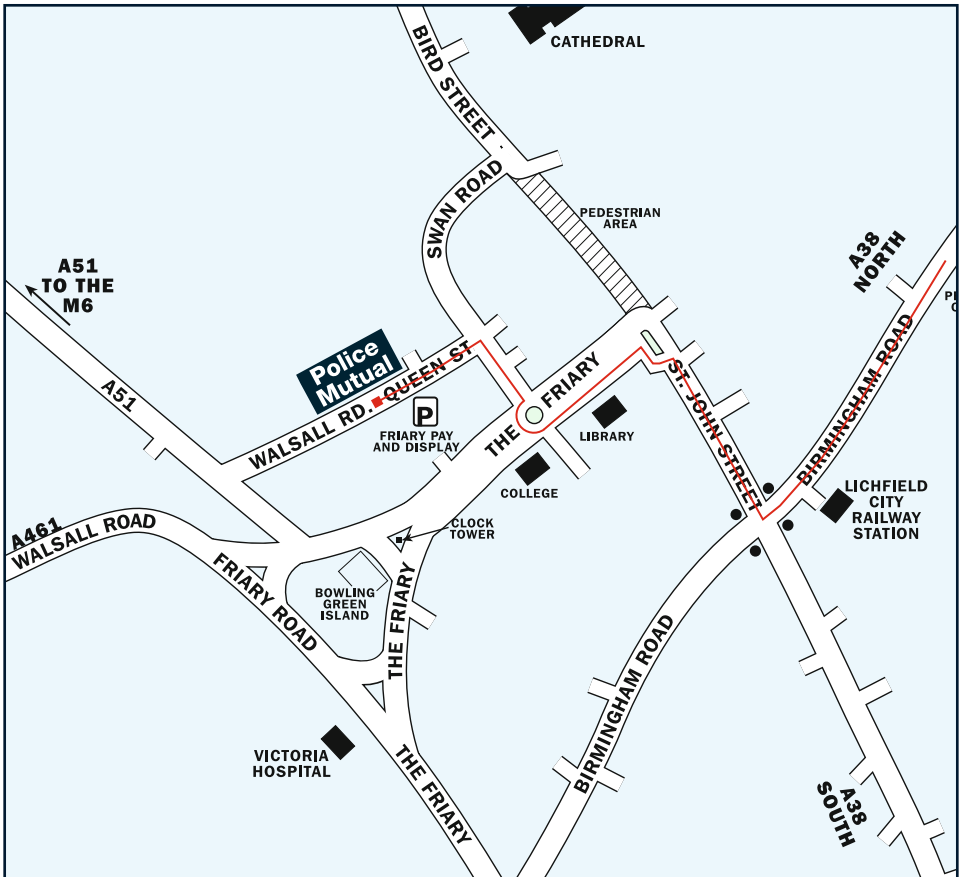 BIRD STREET
CATHEDRAL
SWAN ROAD
PEDESTRIAN
AREA
A38
NORTH
A51
TO THE
M6
Police
Mutual
QUEEN ST
WALSALL RD.
P
FRIARY PAY
AND DISPLAY
THE FRIARY
LIBRARY
COLLEGE
ST. JOHN STREET
BIRMINGHAM ROAD
A51
LICHFIELD
CITY
RAILWAY
STATION
CLOCK
TOWER
A461
WALSALL ROAD
FRIARY ROAD
BOWLING
GREEN
ISLAND
THE FRIARY
BIRMINGHAM ROAD
VICTORIA
HOSPITAL
THE FRIARY
A38
SOUTH